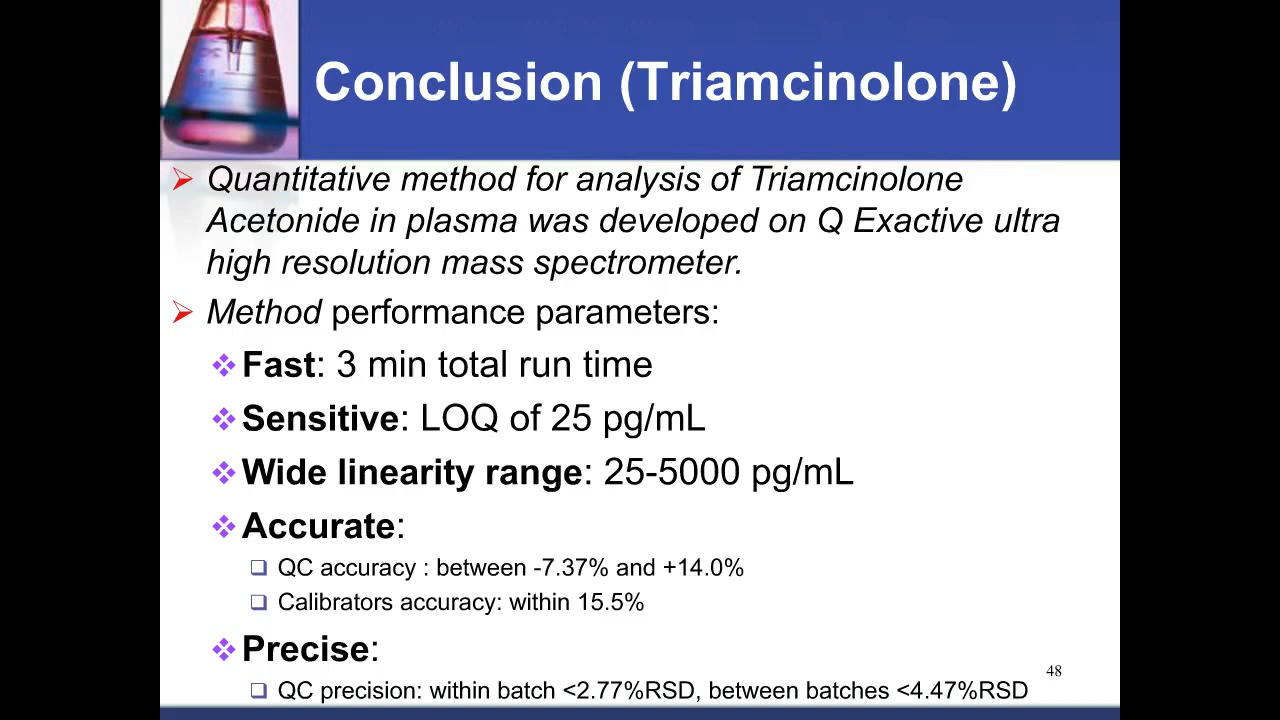 Conclusion (Triamcinolone)
Quantitative method for analysis of Triamcinolone
Acetonide in plasma was developed on Q Exactive ultra
high resolution mass spectrometer.
Method performance parameters:
Fast: 3 min total run time
Sensitive: LOQ of 25 pg/mL
Wide linearity range: 25-5000 pg/mL
Accurate:
QC accuracy : between -7.37% and +14.0%
Calibrators accuracy: within 15.5%
Precise:
48
QC precision: within batch <2.77%RSD, between batches <4.47%RSD